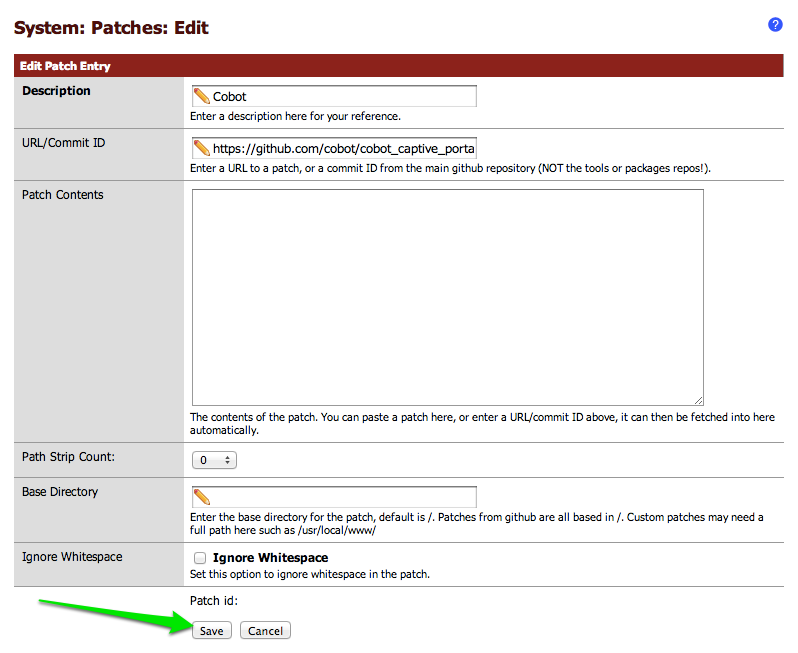 System: Patches: Edit
?
Edit Patch Entry
Description
Cobot
Enter a description here for your reference.
URL/Commit ID
https://github.com/cobot/cobot_captive_porta
Enter a URL to a patch, or a commit ID from the main github repository (NOT the tools or packages repos!).
Patch Contents
The contents of the patch. You can paste a patch here, or enter a URL/commit ID above, it can then be fetched into here
automatically.
Path Strip Count:
0
Base Directory
Enter the base directory for the patch, default is /. Patches from github are all based in /. Custom patches may need a
full path here such as /usr/local/www/
Ignore Whitespace
Ignore Whitespace
Set this option to ignore whitespace in the patch.
Patch id:
Save
Cancel